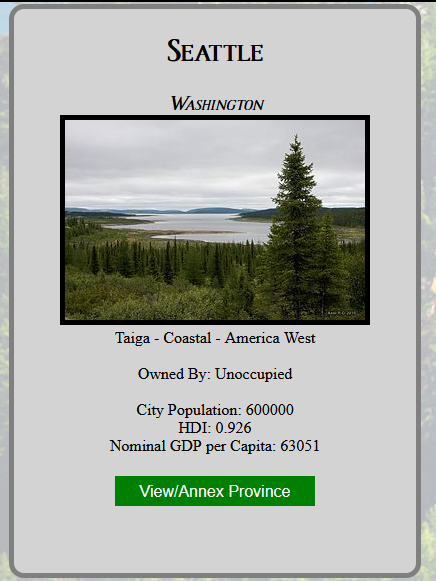 Seattle
Washington
Taiga - Coastal - America West
Owned By: Unoccupied
City Population: 600000
HDI: 0.926
Nominal GDP per Capita: 63051
View/Annex Province